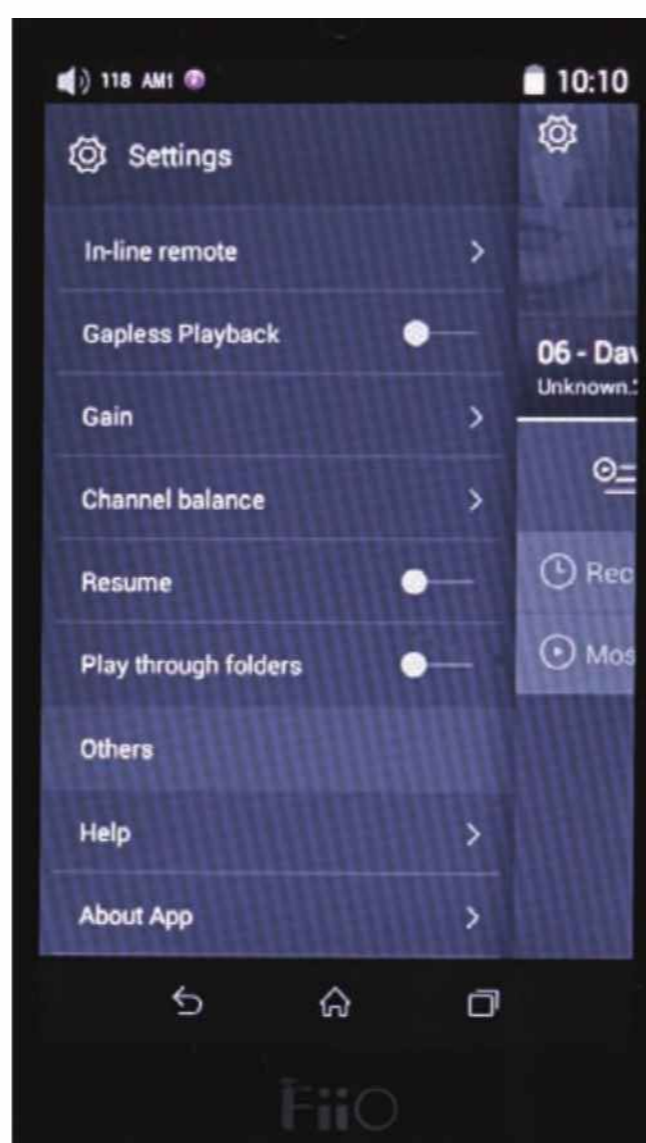 118 AM1
10:10
Settings
In-line remote
Gapless Playback
06 - Dav
Unknown.
Gain
Channel balance
Resume
Rec
Play through folders
Mos
Others
Help
About App
FiiO